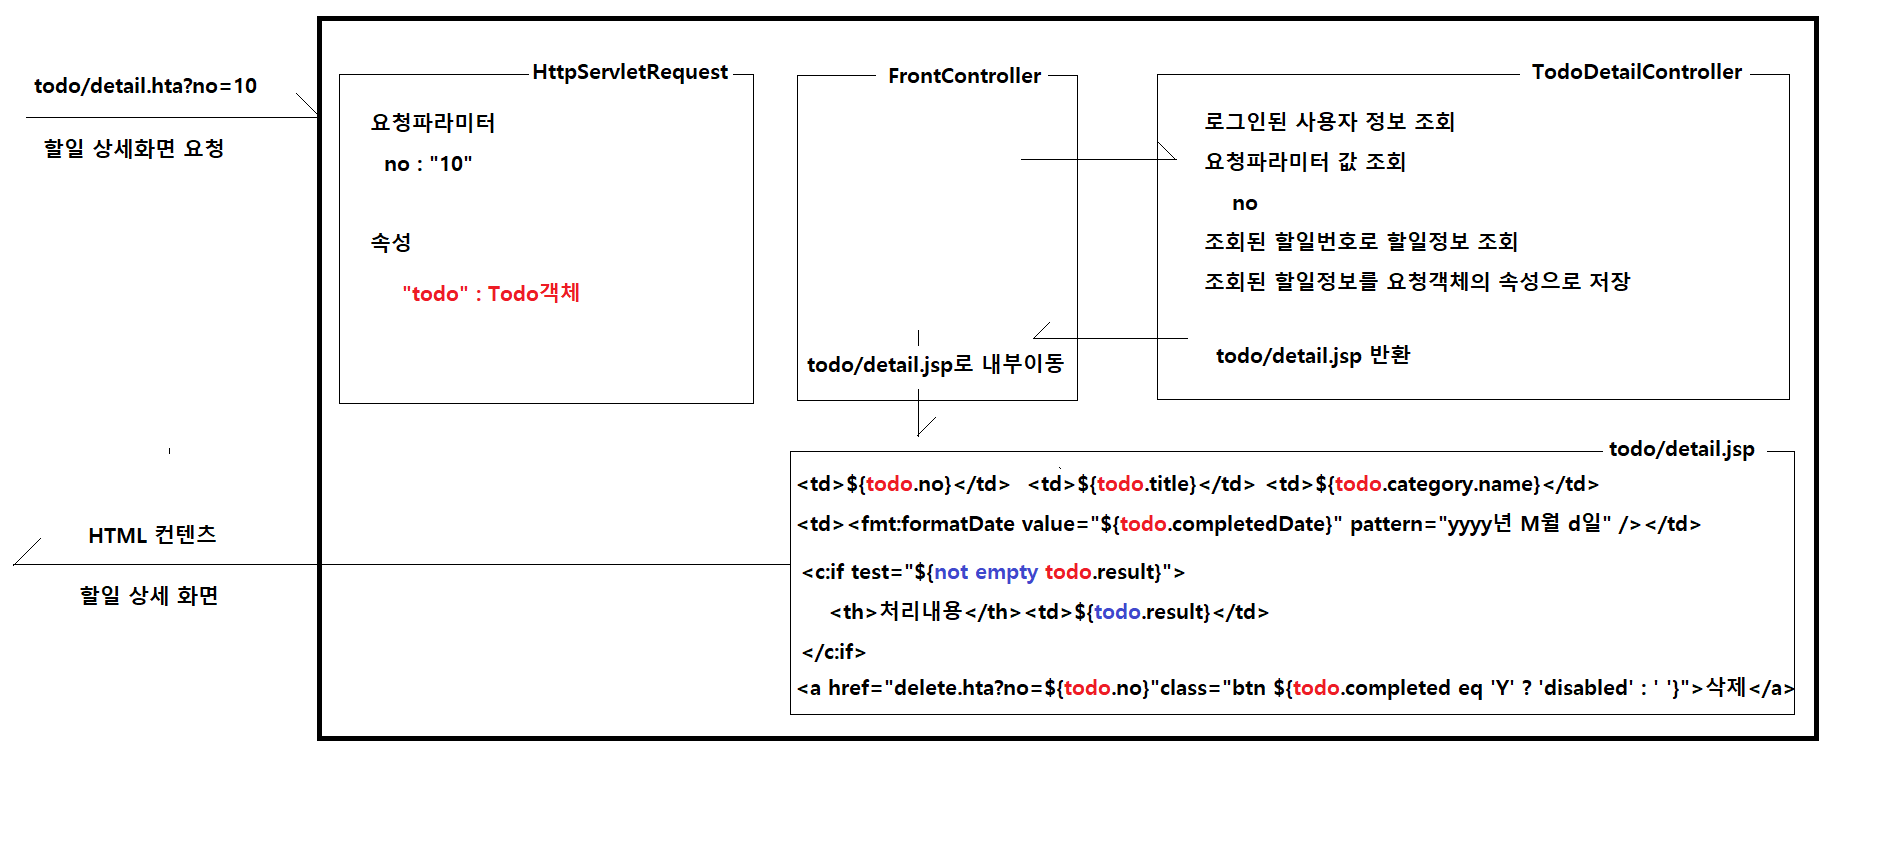 todo/detail.hta?no=10
할일 상세화면 요청
HttpServletRequest
요청파라미터
no : "10"
속성
"todo" : Todo객체
FrontController
todo/detail.jsp로 내부이동
TodoDetailController
로그인된 사용자 정보 조회
요청파라미터 값 조회
no
조회된 할일번호로 할일정보 조회
조회된 할일정보를 요청객체의 속성으로 저장
todo/detail.jsp 반환
todo/detail.jsp
<td>${todo.no}</td> <td>${todo.title}</td> <td>${todo.category.name}</td>
<td><fmt:formatDate value="${todo.completedDate}" pattern="yyyy년 M월 d일" /></td>
<c:if test="${not empty todo.result}">
<th>처리내용</th><td>${todo.result}</td>
</c:if>
<a href="delete.hta?no=${todo.no}"class="btn ${todo.completed eq 'Y' ? 'disabled' : ' '}">삭제</a>
HTML 컨텐츠
할일 상세 화면